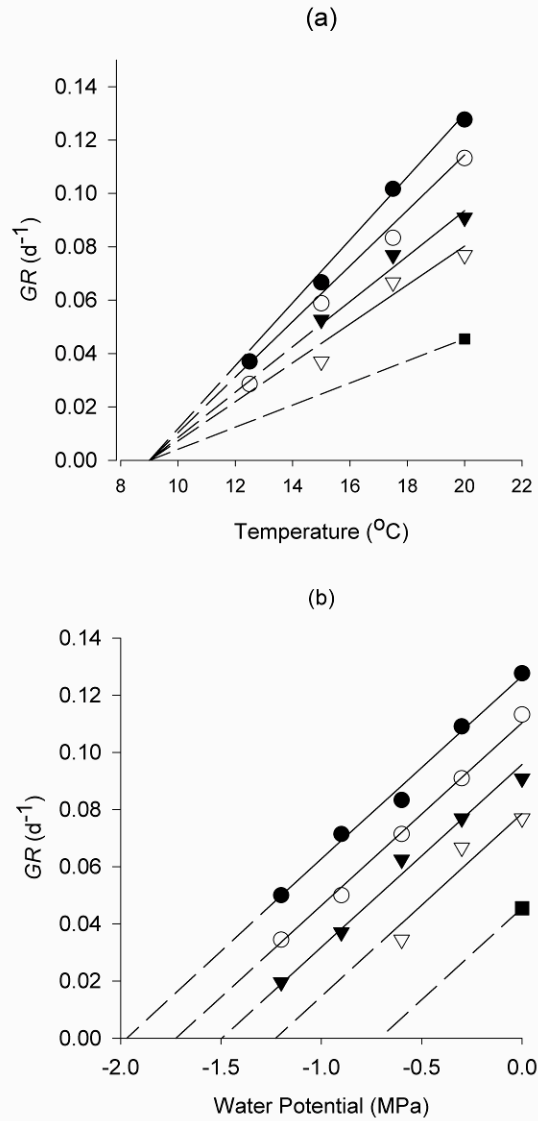 (a)
0.14
0.12
0.10
0.08
0.06
0.04
0.02
0.00
GR (d⁻¹)
8 10 12 14 16 18 20 22
Temperature (ᴼC)
(b)
0.14
0.12
0.10
0.08
0.06
0.04
0.02
0.00
GR (d⁻¹)
-2.0 -1.5 -1.0 -0.5 0.0
Water Potential (MPa)